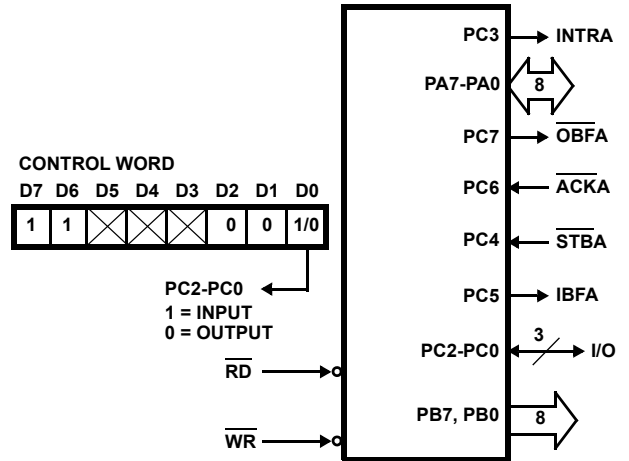 PC3 INTRA
PA7-PA0 8
PC7 OBFA
CONTROL WORD
D7 D6 D5 D4 D3 D2 D1 D0
1 1 0 0 1/0
PC6 ACKA
PC4 STBA
PC2-PC0
1 = INPUT
0 = OUTPUT
PC5 IBFA
PC2-PC0 3 I/O
RD
PB7, PB0 8
WR